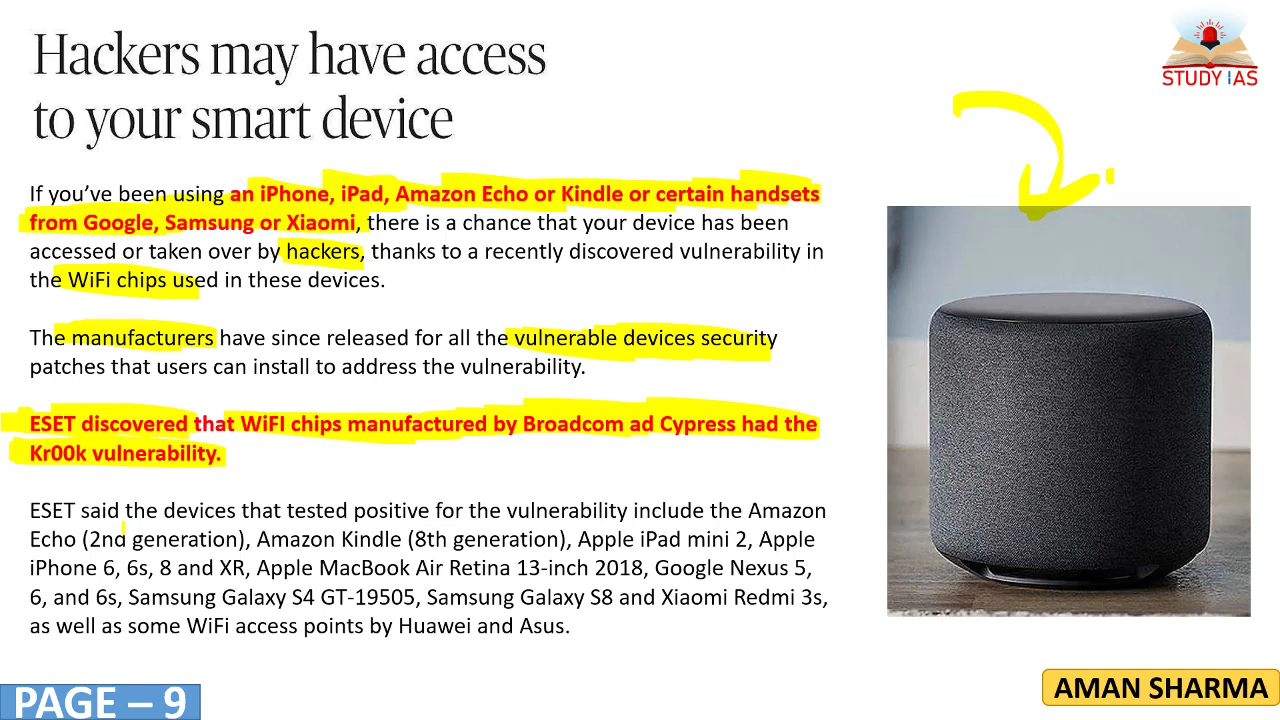 Hackers may have access
to your smart device
STUDY IAS
If you've been using an iPhone, iPad, Amazon Echo or Kindle or certain handsets
from Google, Samsung or Xiaomi, there is a chance that your device has been
accessed or taken over by hackers, thanks to a recently discovered vulnerability in
the WiFi chips used in these devices.
The manufacturers have since released for all the vulnerable devices security
patches that users can install to address the vulnerability.
ESET discovered that WiFI chips manufactured by Broadcom ad Cypress had the
Kr00k vulnerability.
ESET said the devices that tested positive for the vulnerability include the Amazon
Echo (2nd generation), Amazon Kindle (8th generation), Apple iPad mini 2, Apple
iPhone 6, 6s, 8 and XR, Apple MacBook Air Retina 13-inch 2018, Google Nexus 5,
6, and 6s, Samsung Galaxy S4 GT-19505, Samsung Galaxy S8 and Xiaomi Redmi 3s,
as well as some WiFi access points by Huawei and Asus.
PAGE – 9
AMAN SHARMA